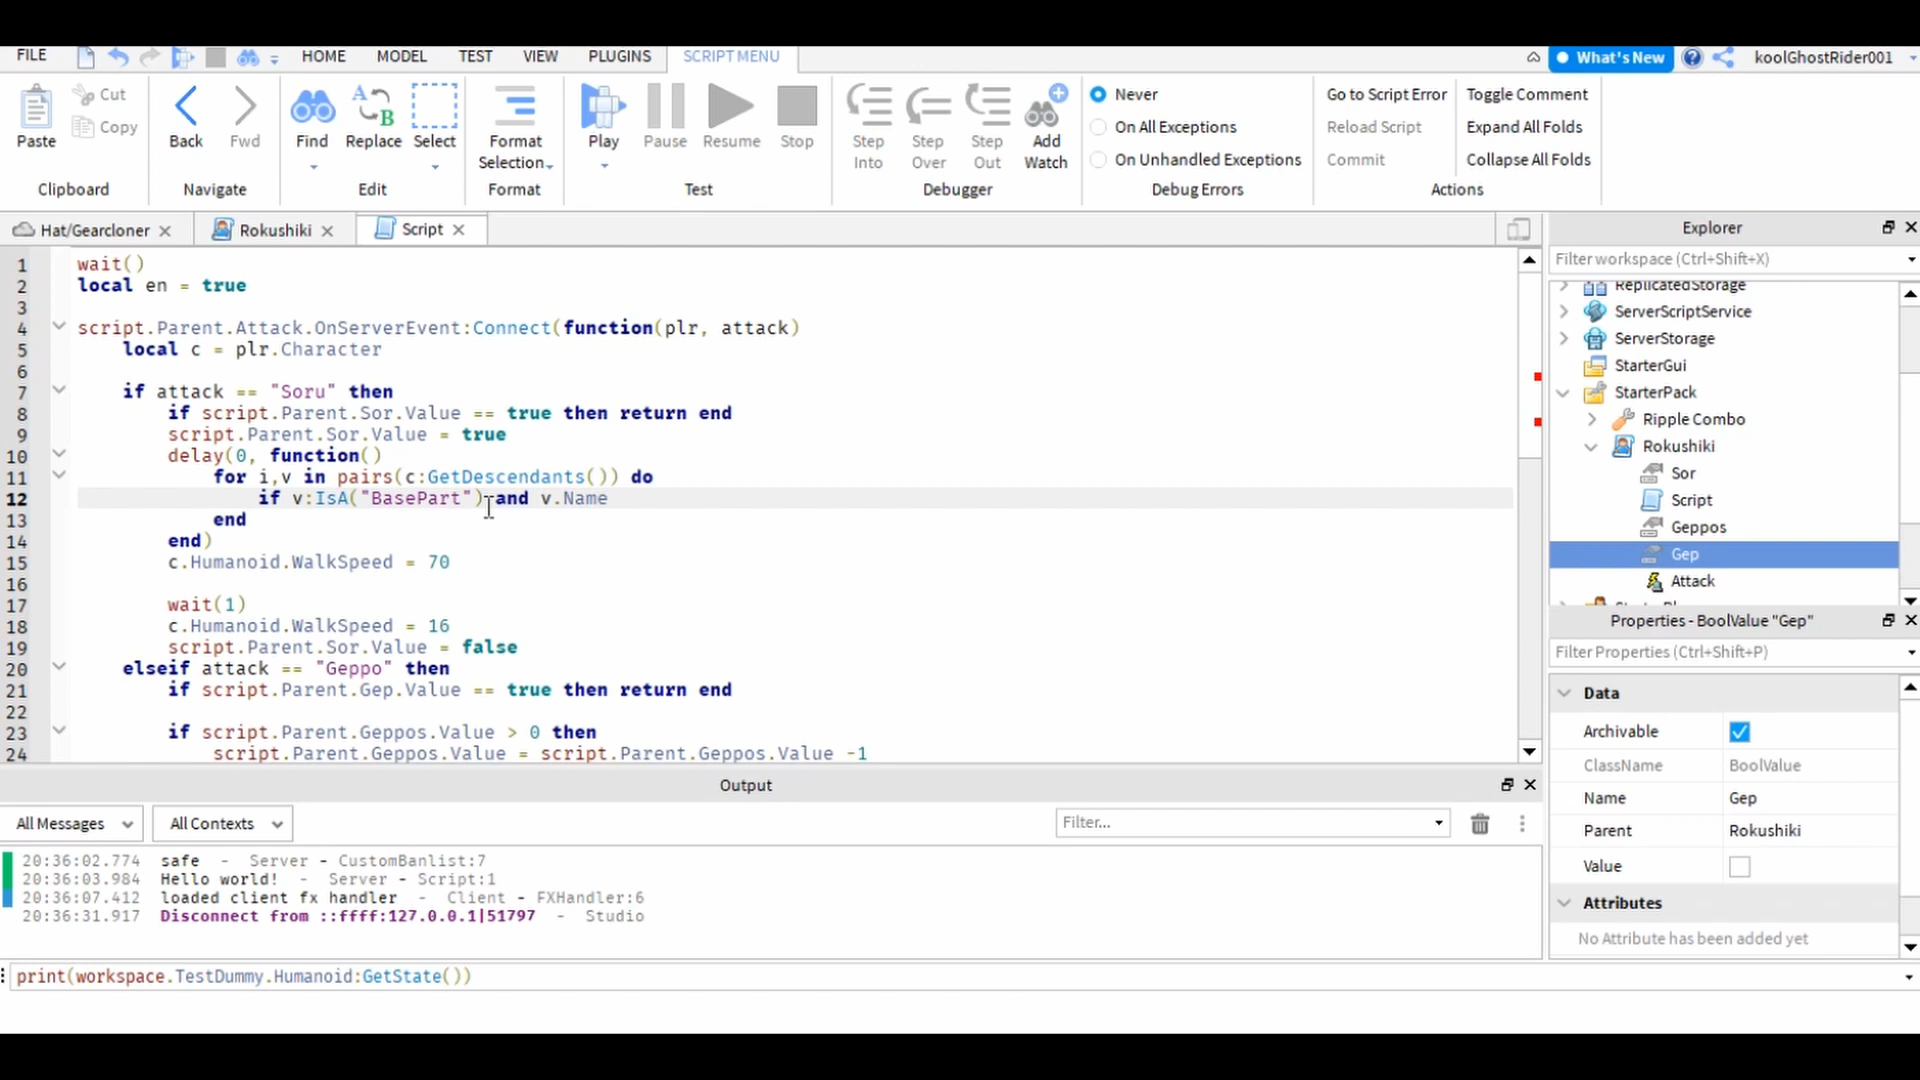 FILE
HOME
MODEL
TEST
VIEW
PLUGINS
SCRIPT MENU
What's New
koolGhostRider001
Paste
Cut
Copy
Clipboard
Back
Fwd
Navigate
Find
Replace
Select
Edit
Format
Selection
Format
Play
Pause
Resume
Stop
Test
Step
Into
Step
Over
Step
Out
Add
Watch
Debugger
Never
On All Exceptions
On Unhandled Exceptions
Debug Errors
Go to Script Error
Reload Script
Commit
Toggle Comment
Expand All Folds
Collapse All Folds
Actions
Hat/Gearcloner
Rokushiki
Script
1 wait()
2 local en = true
3
4 script.Parent.Attack.OnServerEvent:Connect(function(plr, attack)
5 local c = plr.Character
6
7 if attack == "Soru" then
8 if script.Parent.Sor.Value == true then return end
9 script.Parent.Sor.Value = true
10 delay(0, function()
11 for i,v in pairs(c:GetDescendants()) do
12 if v:IsA("BasePart") and v.Name
13 end
14 end)
15 c.Humanoid.WalkSpeed = 70
16
17 wait(1)
18 c.Humanoid.WalkSpeed = 16
19 script.Parent.Sor.Value = false
20 elseif attack == "Geppo" then
21 if script.Parent.Gep.Value == true then return end
22
23 if script.Parent.Geppos.Value > 0 then
24 script.Parent.Geppos.Value = script.Parent.Geppos.Value -1
Explorer
Filter workspace (Ctrl+Shift+X)
ReplicatedStorage
ServerScriptService
ServerStorage
StarterGui
StarterPack
Ripple Combo
Rokushiki
Sor
Script
Geppos
Gep
Attack
Properties - BoolValue "Gep"
Filter Properties (Ctrl+Shift+P)
Data
Archivable
ClassName BoolValue
Name Gep
Parent Rokushiki
Value
Attributes
No Attribute has been added yet
Output
All Messages
All Contexts
Filter...
20:36:02.774 safe - Server - CustomBanlist:7
20:36:03.984 Hello world! - Server - Script:1
20:36:07.412 loaded client fx handler - Client - FXHandler:6
20:36:31.917 Disconnect from ::ffff:127.0.0.1|51797 - Studio
print(workspace.TestDummy.Humanoid:GetState())